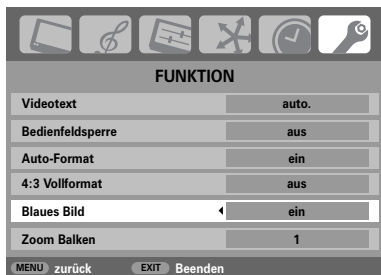 FUNKTION
Videotext auto.
Bedienfeldsperre aus
Auto-Format ein
4:3 Vollformat aus
Blaues Bild ein
Zoom Balken 1
MENU zurück EXIT Beenden